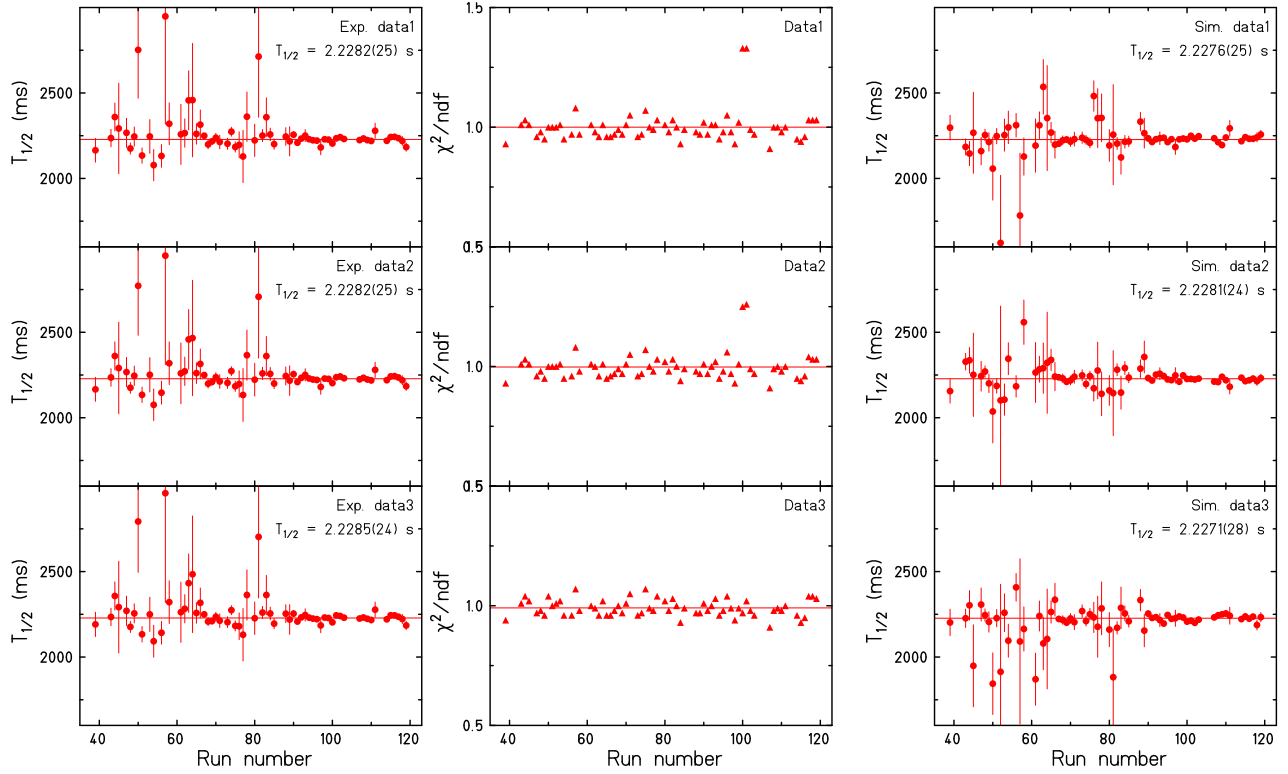 1.5
Exp. data1
T1/2 = 2.2282(25) s
Data1
Sim. data1
T1/2 = 2.2276(25) s
T1/2 (ms)
2500
2000
χ²/ndf
1.0
T1/2 (ms)
2500
2000
0.5
1.5
Exp. data2
T1/2 = 2.2282(25) s
Data2
Sim. data2
T1/2 = 2.2281(24) s
T1/2 (ms)
2500
2000
χ²/ndf
1.0
T1/2 (ms)
2500
2000
0.5
1.5
Exp. data3
T1/2 = 2.2285(24) s
Data3
Sim. data3
T1/2 = 2.2271(28) s
T1/2 (ms)
2500
2000
χ²/ndf
1.0
T1/2 (ms)
2500
2000
0.5
40 60 80 100 120
40 60 80 100 120
40 60 80 100 120
Run number
Run number
Run number